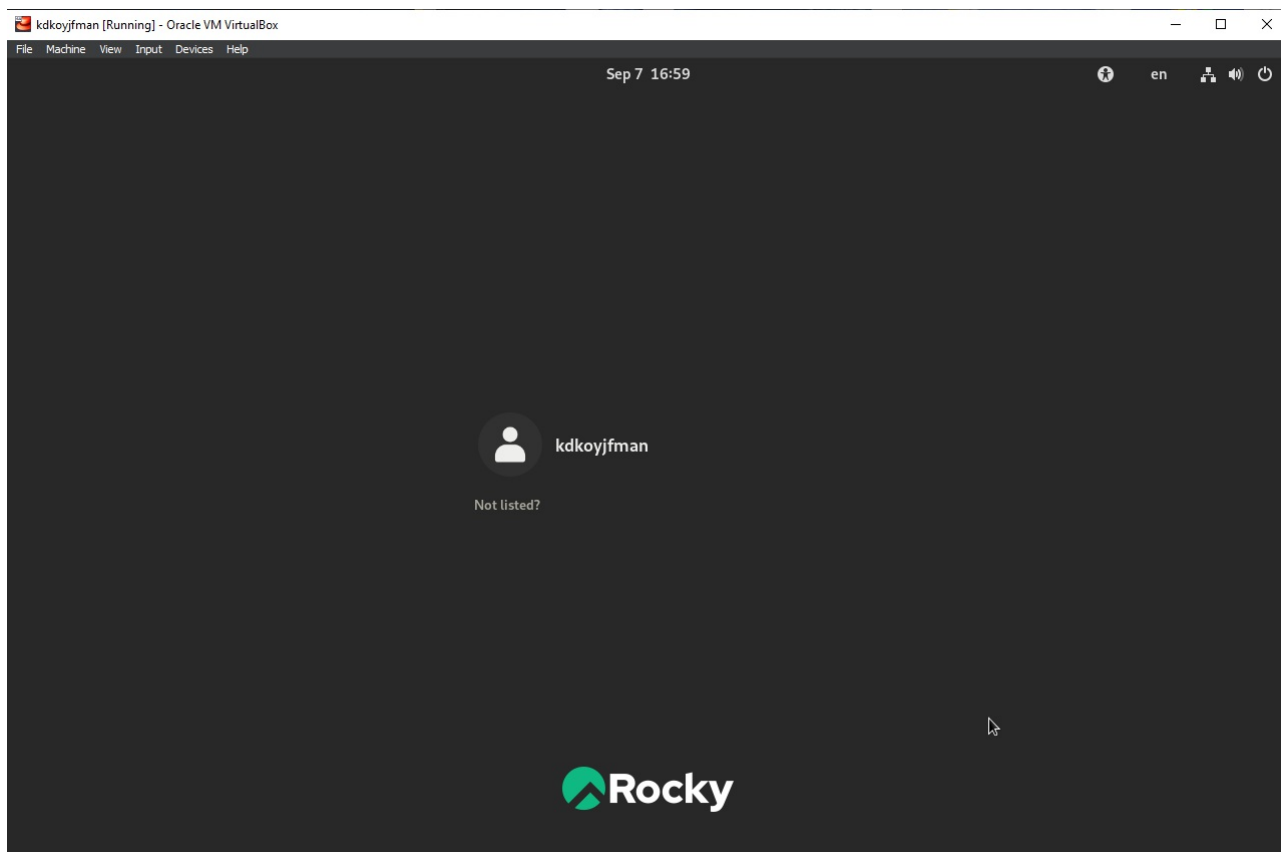 kdkoyjfman [Running] - Oracle VM VirtualBox
File Machine View Input Devices Help
Sep 7 16:59
en
kdkoyjfman
Not listed?
Rocky